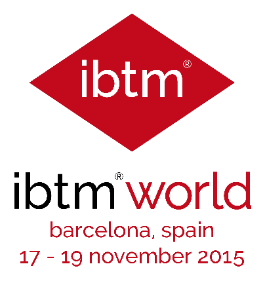 ibtm®
ibtm® world
barcelona, spain
17 - 19 november 2015